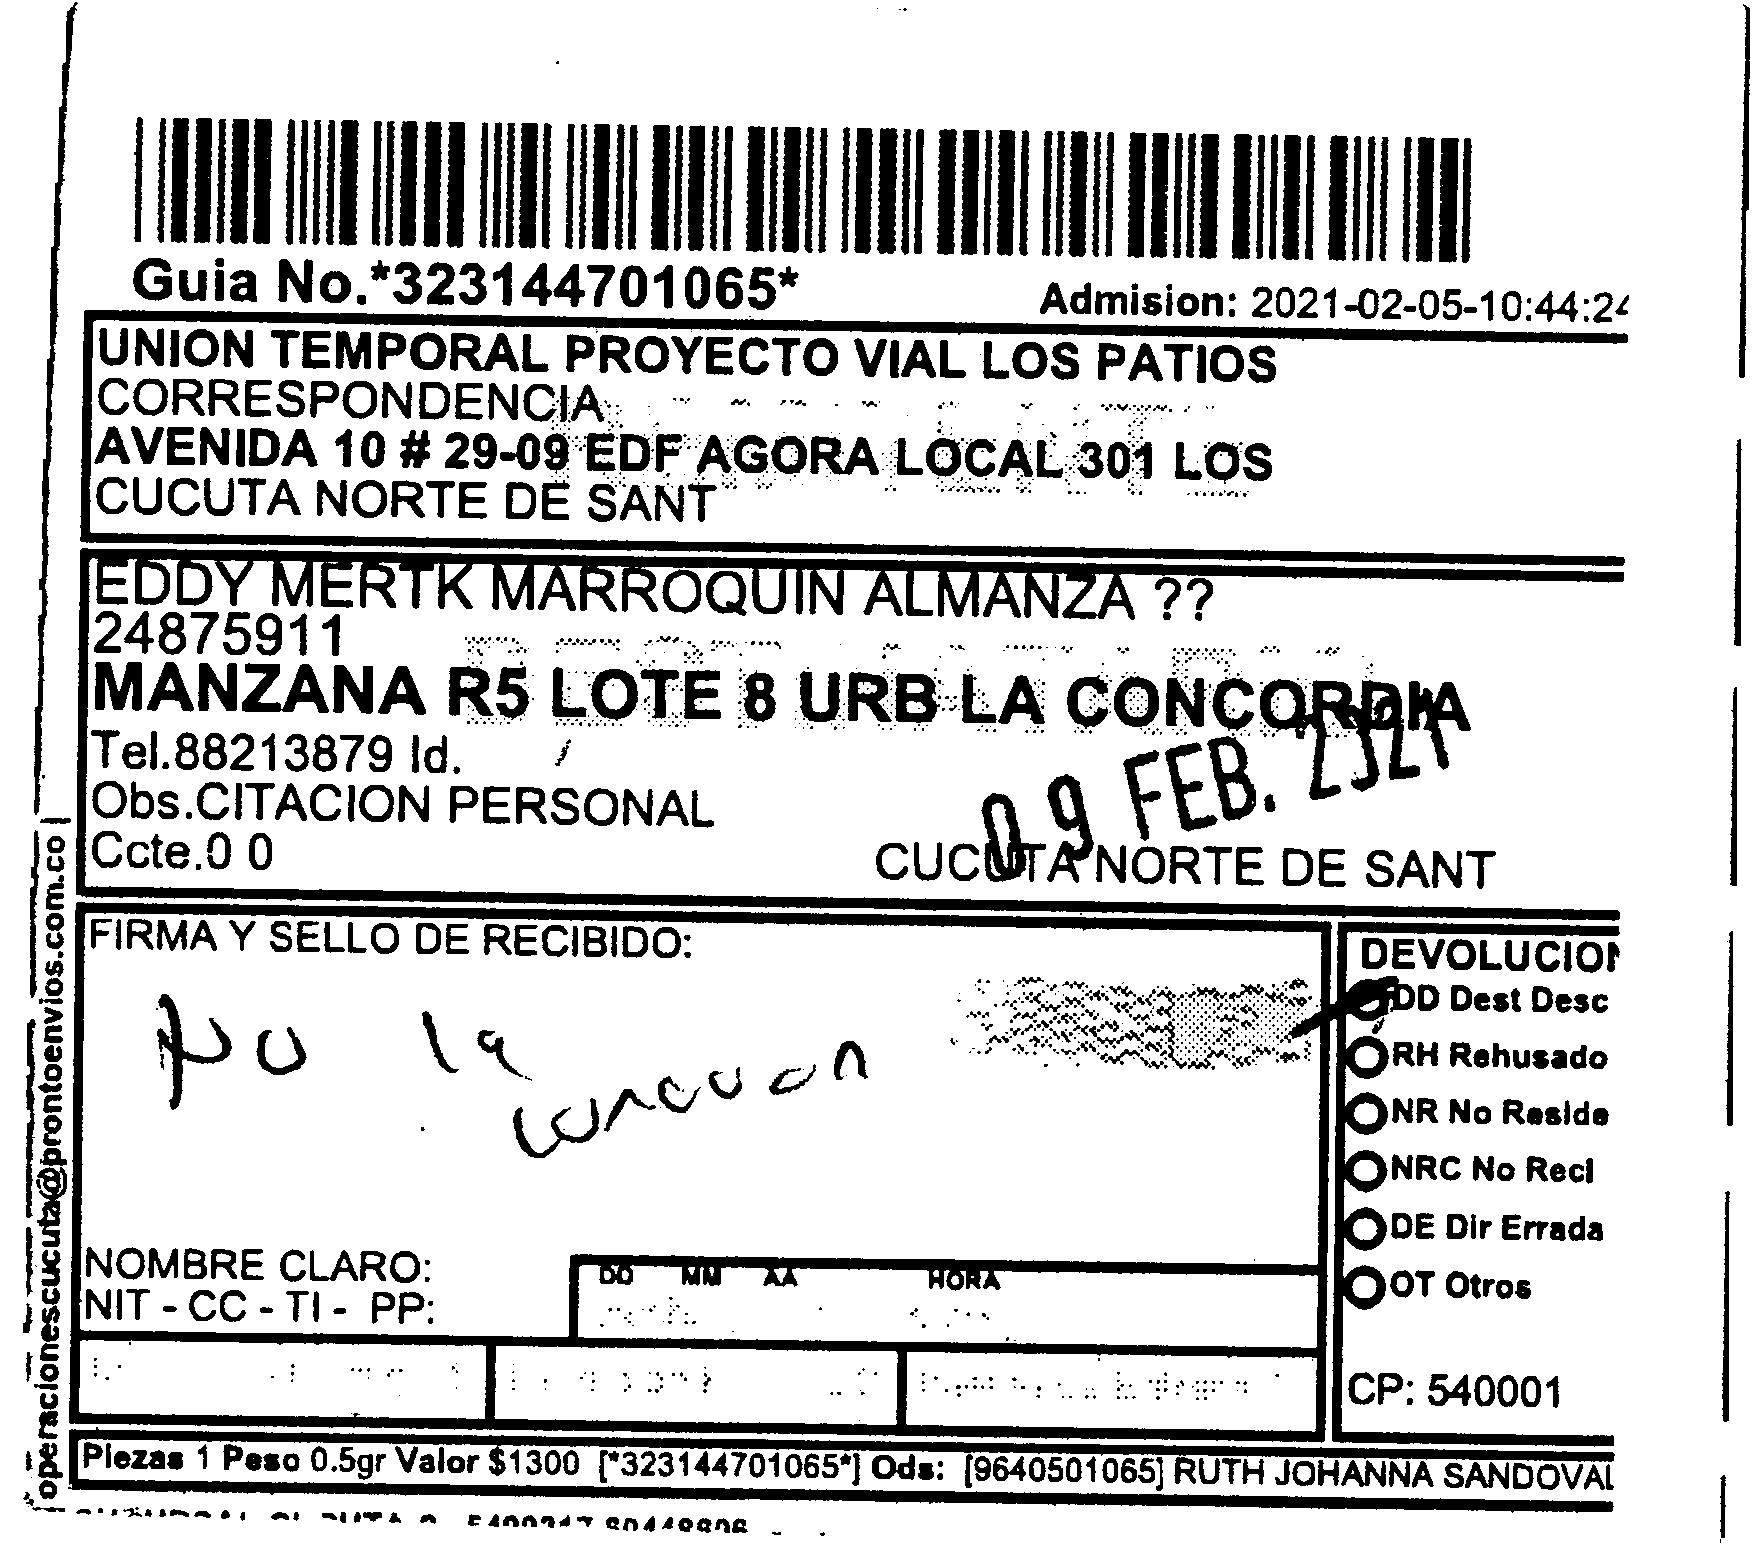 Guia No.*323144701065*
Admision: 2021-02-05-10:44:24
UNION TEMPORAL PROYECTO VIAL LOS PATIOS
CORRESPONDENCIA
AVENIDA 10 # 29-09 EDF AGORA LOCAL 301 LOS
CUCUTA NORTE DE SANT
EDDY MERTK MARROQUIN ALMANZA ??
24875911
MANZANA R5 LOTE 8 URB LA CONCORDIA
Tel.88213879 Id.
Obs.CITACION PERSONAL
09 FEB. 2021
Ccte.0 0
CUCUTA NORTE DE SANT
FIRMA Y SELLO DE RECIBIDO:
No la
conocen
NOMBRE CLARO:
NIT - CC - TI - PP:
DD MM AA HORA
DEVOLUCION
DD Dest Desc
RH Rehusado
NR No Reside
NRC No Reci
DE Dir Errada
OT Otros
CP: 540001
Piezas 1 Peso 0.5gr Valor $1300 [*323144701065*] Ods: [9640501065] RUTH JOHANNA SANDOVAL
operacionescucuta@prontoenvios.com.co